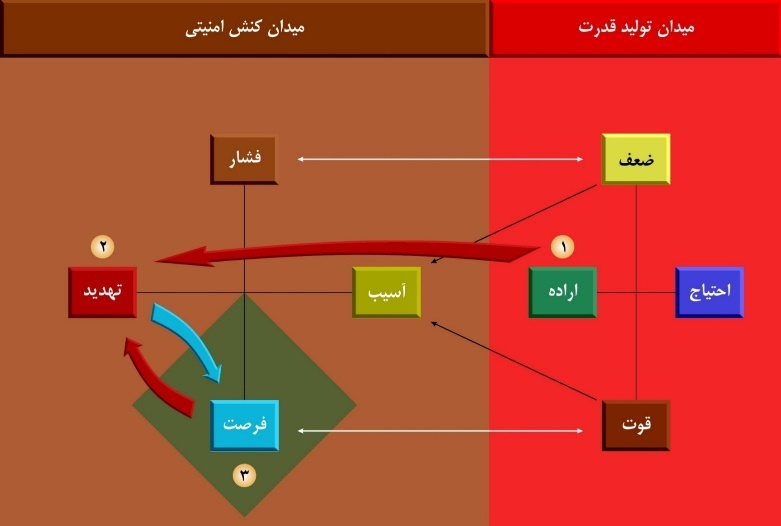 میدان تولید قدرت
میدان کنش امنیتی
ضعف
فشار
۱
۲
احتیاج
اراده
آسیب
تهدید
قوت
فرصت
۳